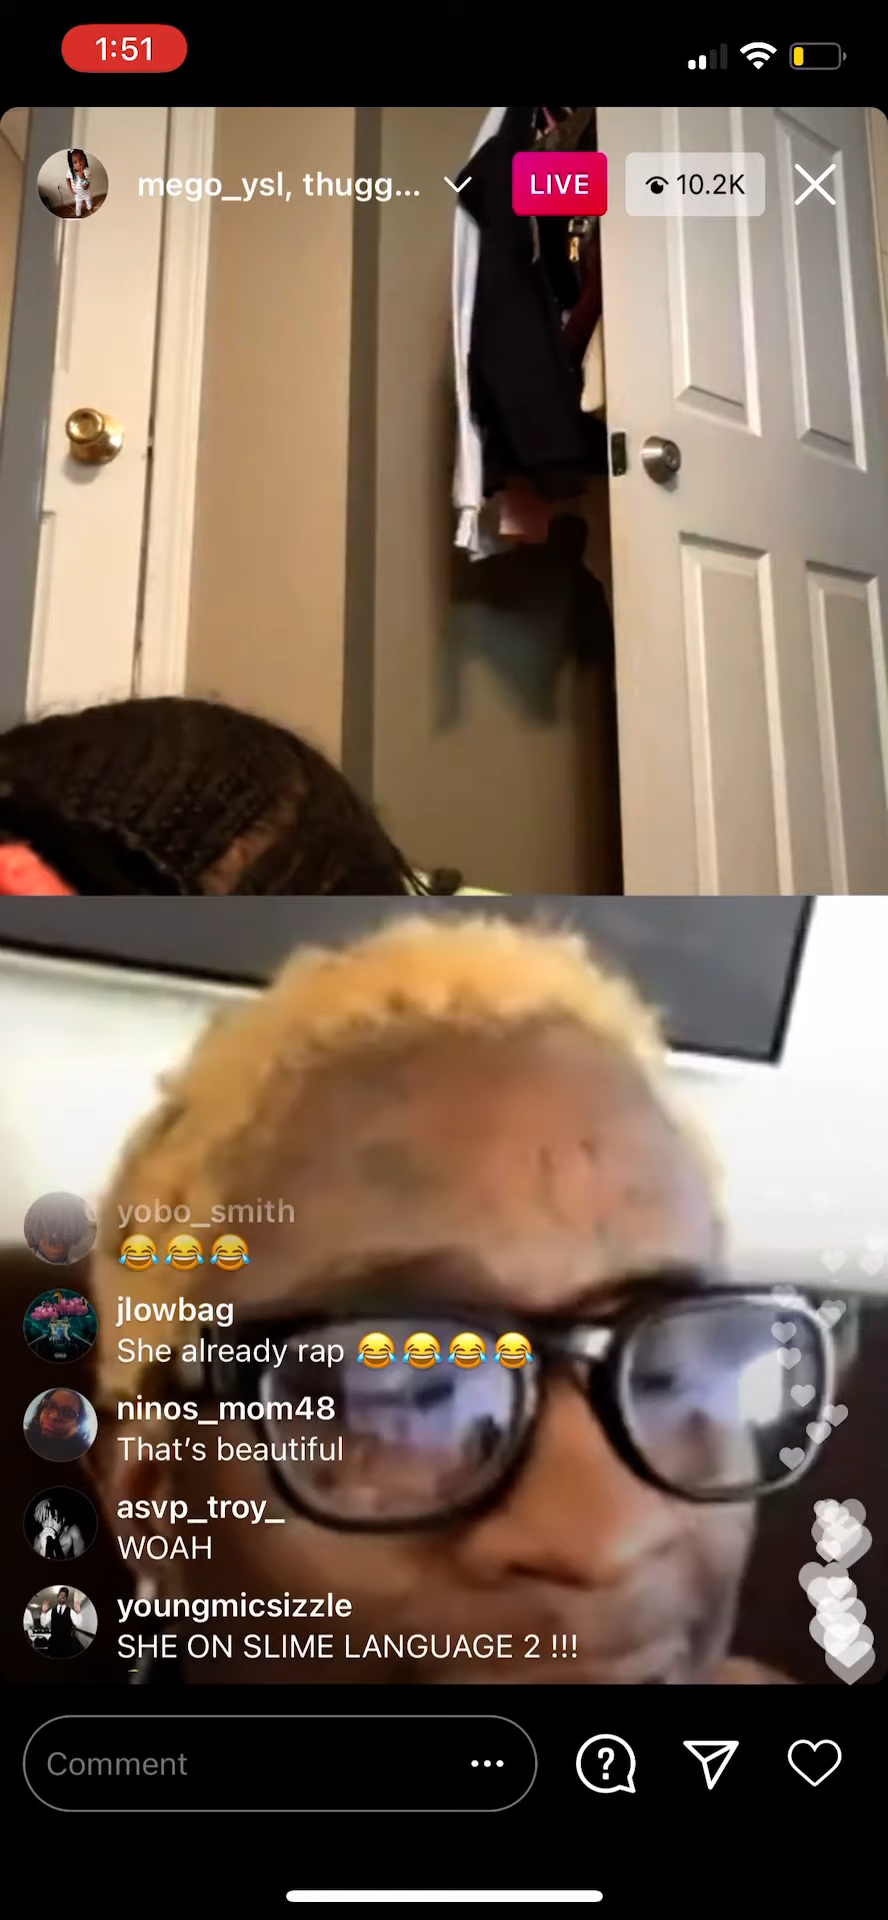 1:51
mego_ysl, thugg...
LIVE
10.2K
yobo_smith
😂😂😂
jlowbag
She already rap 😂😂😂😂
ninos_mom48
That's beautiful
asvp_troy_
WOAH
youngmicsizzle
SHE ON SLIME LANGUAGE 2 !!!
Comment